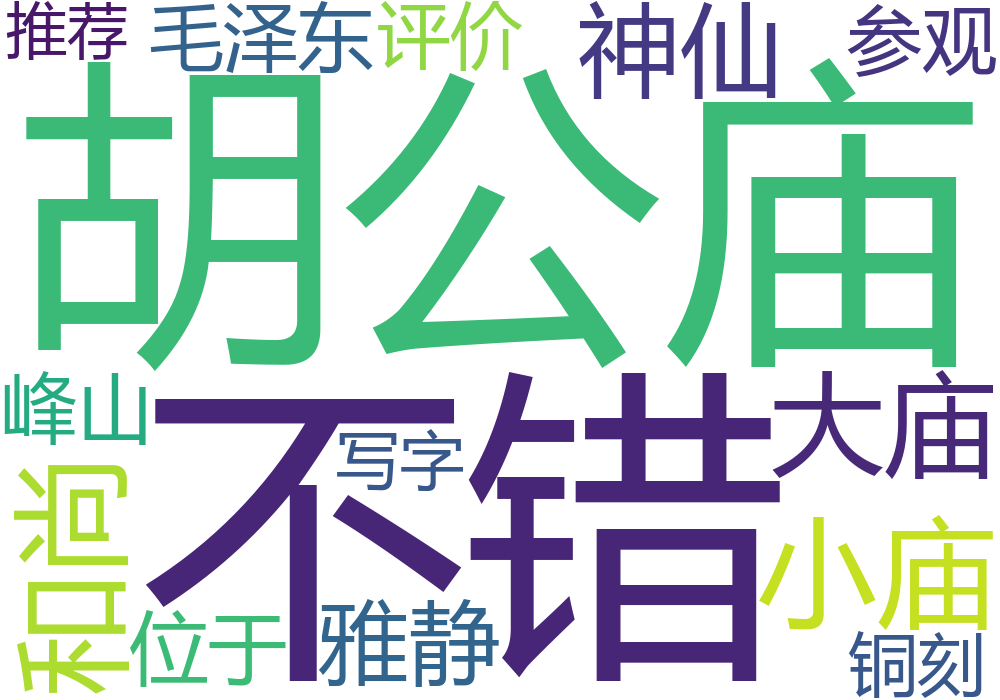 推荐
毛泽东
评价
神仙
参观
胡公庙
不错
峰山
写字
大庙
和尚
小庙
位于
雅静
铜刻